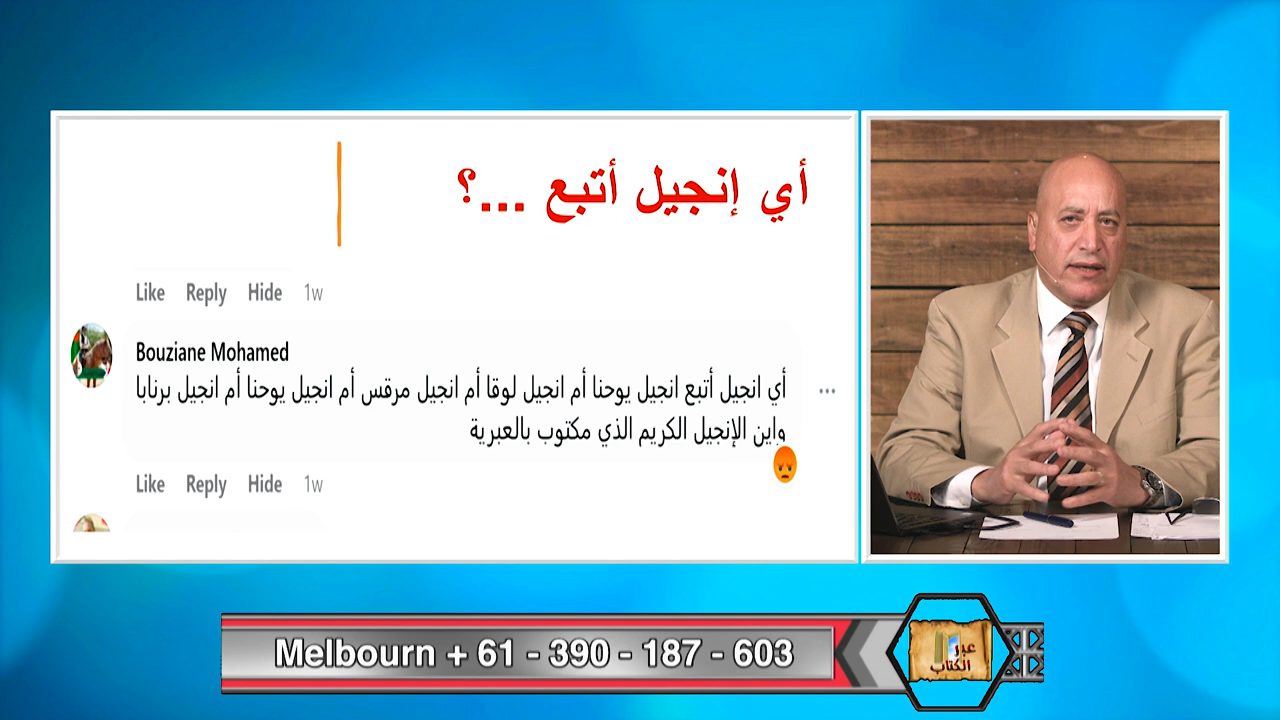 أي إنجيل أتبع ...؟
Like Reply Hide 1w
Bouziane Mohamed
أي انجيل أتبع انجيل يوحنا أم انجيل لوقا أم انجيل مرقس أم انجيل يوحنا أم انجيل برنابا
واين الإنجيل الكريم الذي مكتوب بالعبرية
Like Reply Hide 1w
Melbourn + 61 - 390 - 187 - 603
عبر
الكتاب